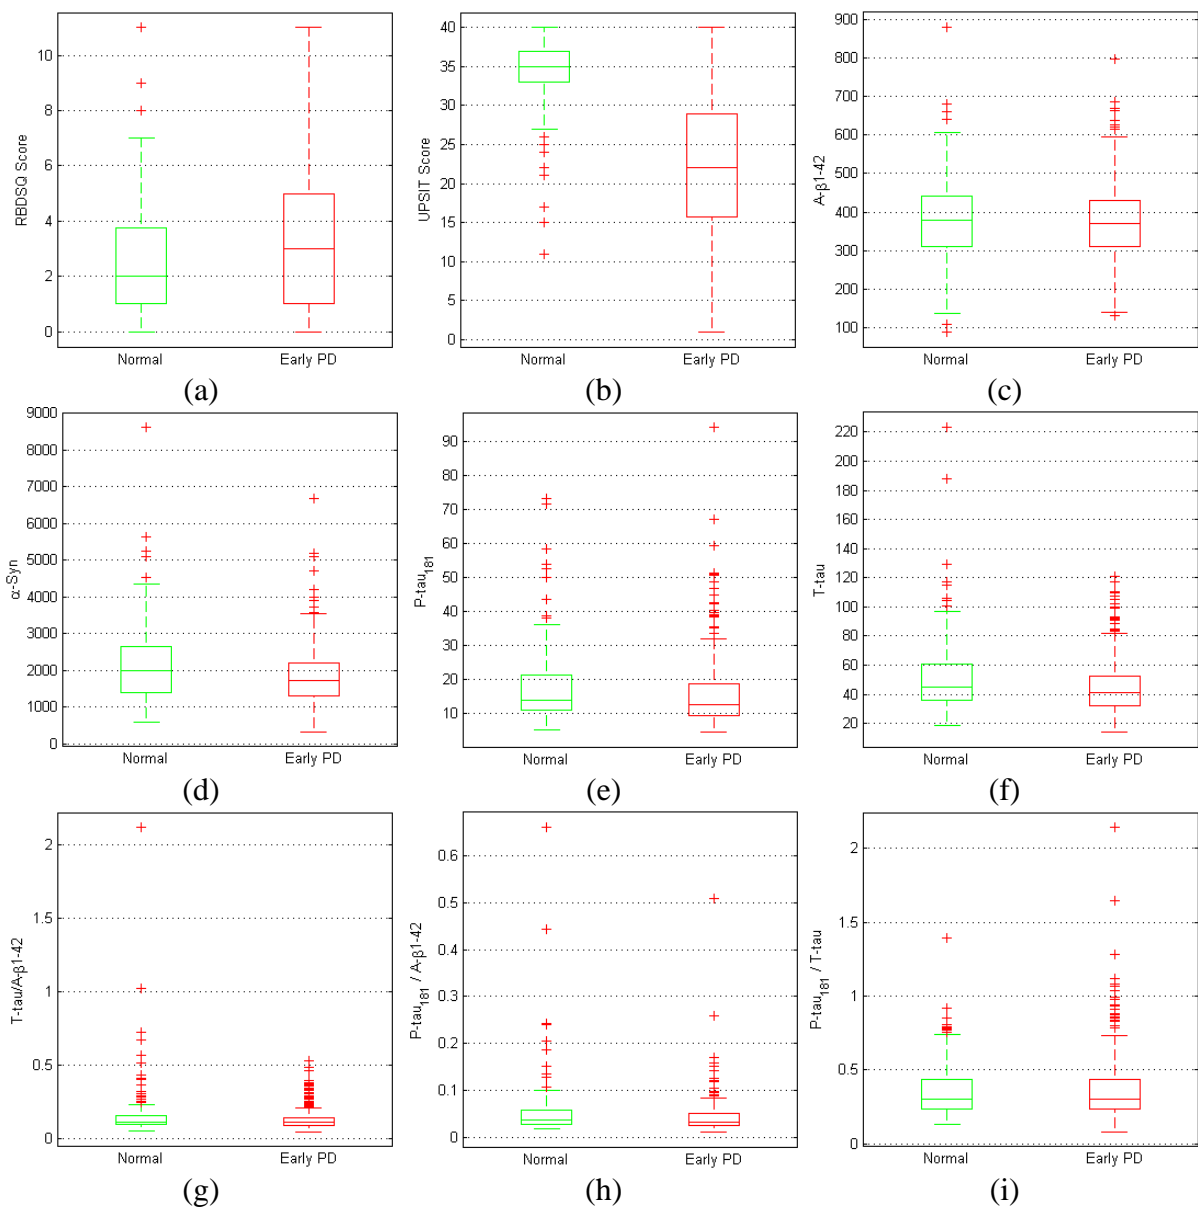 RBDSQ Score
10
8
6
4
2
0
Normal Early PD
(a)
UPSIT Score
40
35
30
25
20
15
10
5
0
Normal Early PD
(b)
A-β1-42
900
800
700
600
500
400
300
200
100
Normal Early PD
(c)
α-Syn
9000
8000
7000
6000
5000
4000
3000
2000
1000
0
Normal Early PD
(d)
P-tau181
90
80
70
60
50
40
30
20
10
Normal Early PD
(e)
T-tau
220
200
180
160
140
120
100
80
60
40
20
Normal Early PD
(f)
T-tau/A-β1-42
2
1.5
1
0.5
0
Normal Early PD
(g)
P-tau181 / A-β1-42
0.6
0.5
0.4
0.3
0.2
0.1
0
Normal Early PD
(h)
P-tau181 / T-tau
2
1.5
1
0.5
0
Normal Early PD
(i)